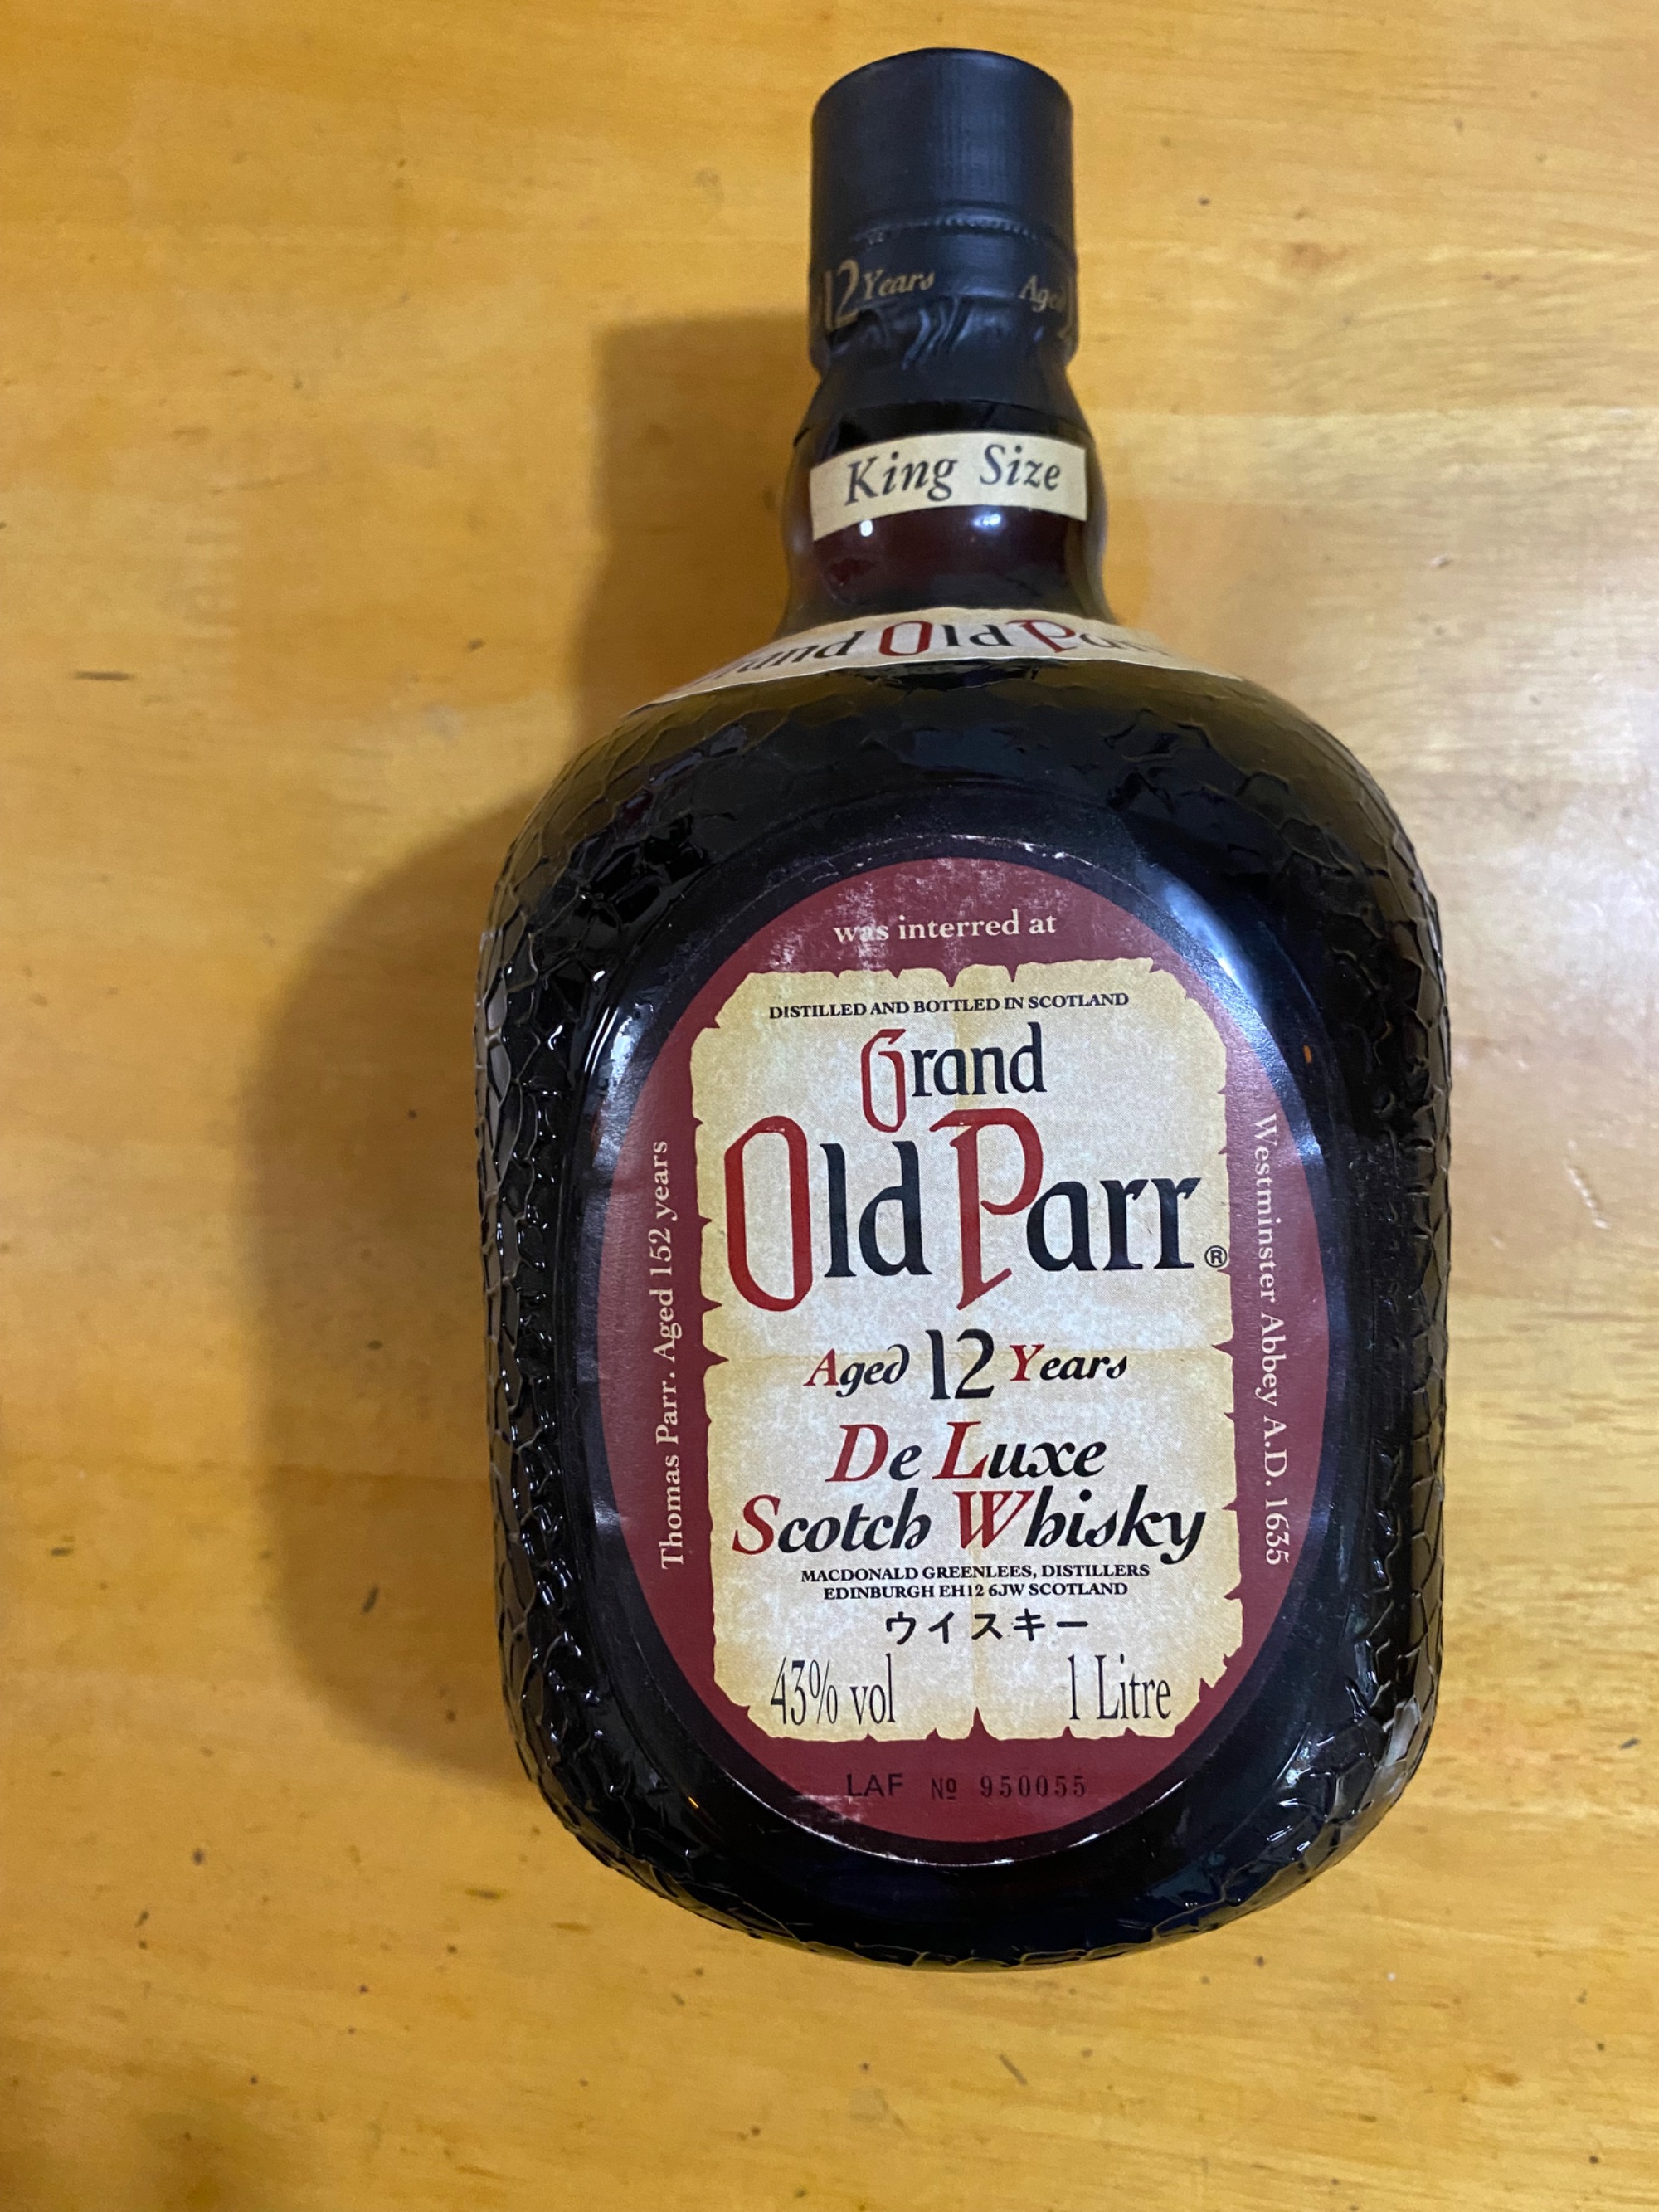 12 Years
Aged
King Size
Old
was interred at
DISTILLED AND BOTTLED IN SCOTLAND
Grand
Old Parr®
Aged 12 Years
De Luxe
Scotch Whisky
MACDONALD GREENLEES, DISTILLERS
EDINBURGH EH12 6JW SCOTLAND
ウイスキー
43% vol 1 Litre
Thomas Parr. Aged 152 years
Westminster Abbey A.D. 1635
LAF Nº 950055